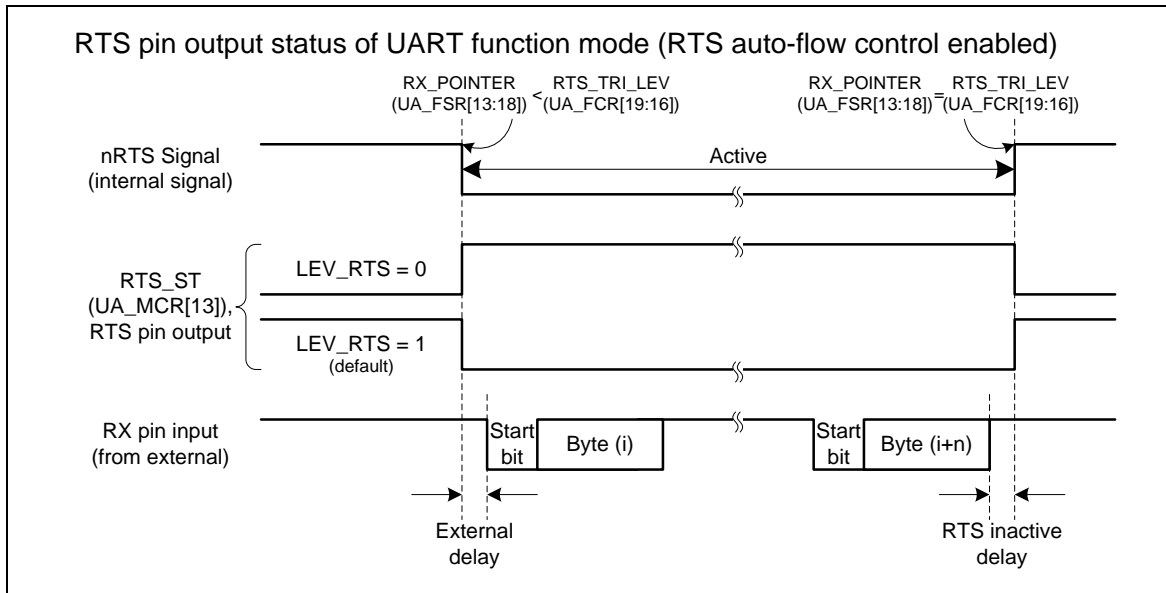 RTS pin output status of UART function mode (RTS auto-flow control enabled)
RX_POINTER RTS_TRI_LEV
(UA_FSR[13:18]) < (UA_FCR[19:16])
RX_POINTER RTS_TRI_LEV
(UA_FSR[13:18]) = (UA_FCR[19:16])
nRTS Signal
(internal signal)
Active
RTS_ST
(UA_MCR[13]),
RTS pin output
LEV_RTS = 0
LEV_RTS = 1
(default)
RX pin input
(from external)
Start
bit
Byte (i)
Start
bit
Byte (i+n)
External
delay
RTS inactive
delay